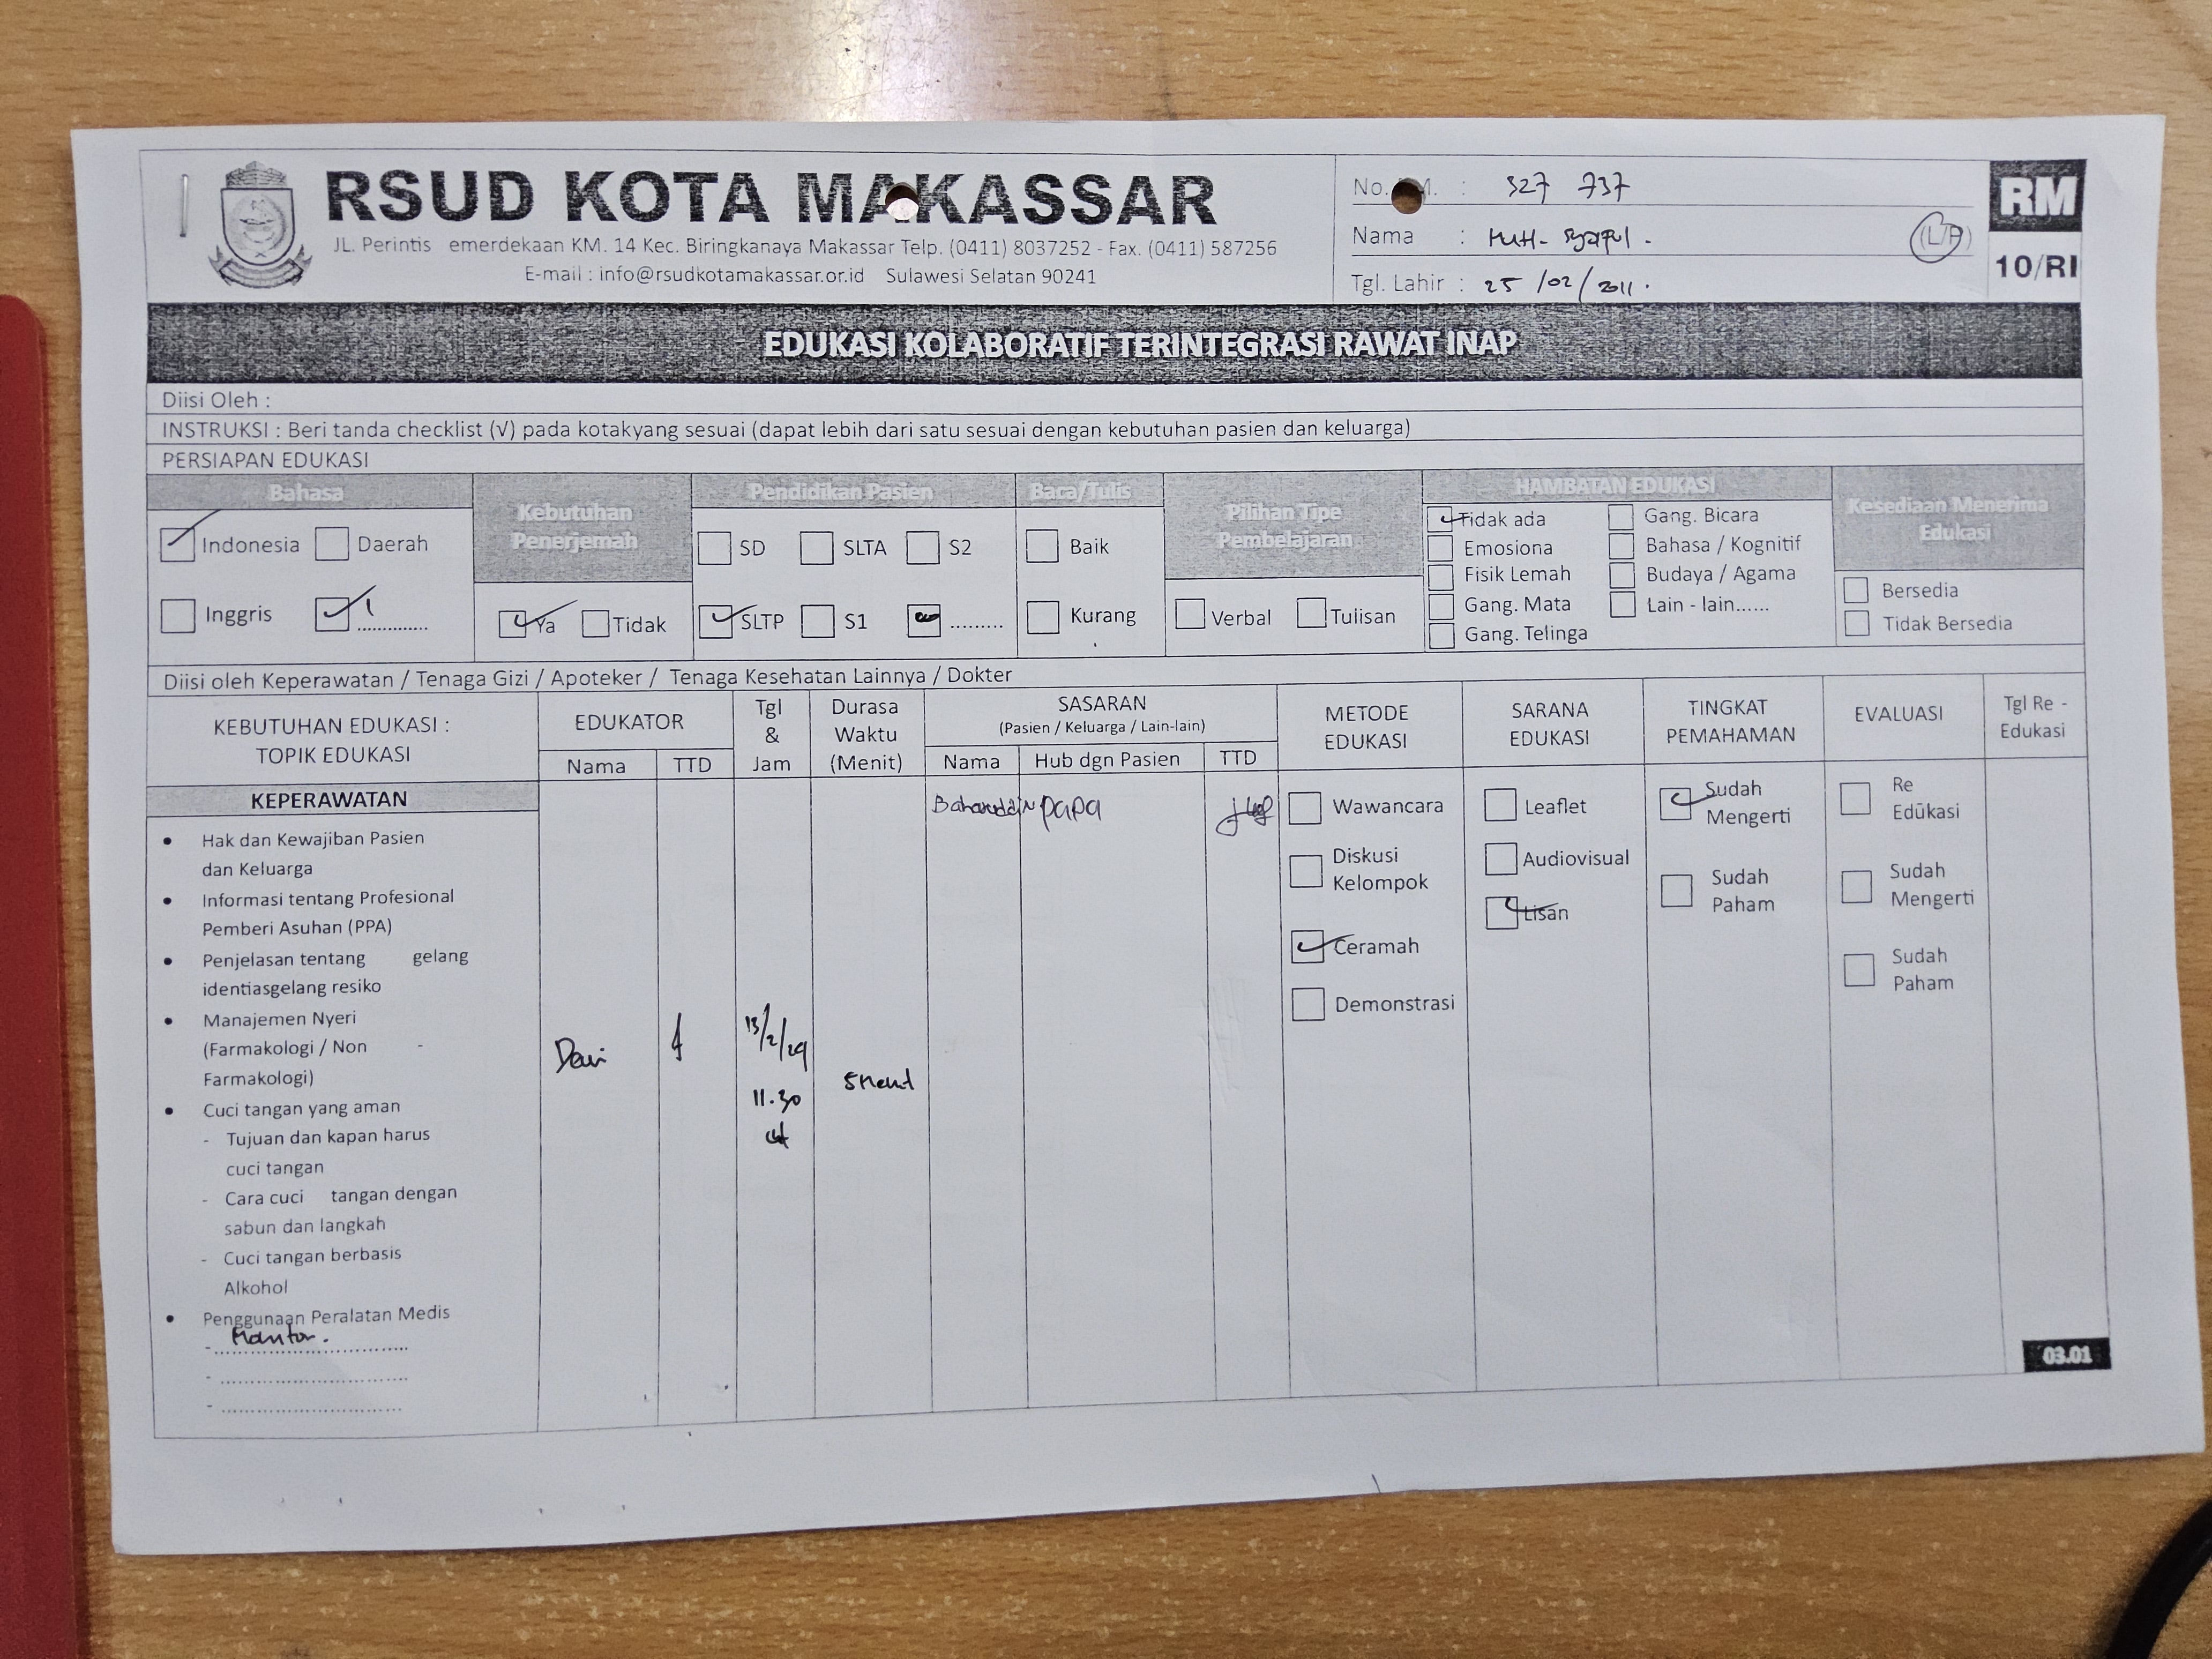 RSUD KOTA MAKASSAR
JL. Perintis emerdekaan KM. 14 Kec. Biringkanaya Makassar Telp. (0411) 8037252 - Fax. (0411) 587256
E-mail : info@rsudkotamakassar.or.id Sulawesi Selatan 90241
No. M. : 327 737
Nama : Muh. Syaiful . (L/P)
Tgl. Lahir : 25 /02/ 2011 .
RM
10/RI
EDUKASI KOLABORATIF TERINTEGRASI RAWAT INAP
Diisi Oleh :
INSTRUKSI : Beri tanda checklist (√) pada kotakyang sesuai (dapat lebih dari satu sesuai dengan kebutuhan pasien dan keluarga)
PERSIAPAN EDUKASI
Bahasa
Indonesia Daerah
Inggris .............
Kebutuhan
Penerjemah
Ya Tidak
Pendidikan Pasien
SD SLTA S2
SLTP S1 .........
Baca/Tulis
Baik
Kurang
Pilihan Tipe
Pembelajaran
Verbal Tulisan
HAMBATAN EDUKASI
Tidak ada Gang. Bicara
Emosiona Bahasa / Kognitif
Fisik Lemah Budaya / Agama
Gang. Mata Lain - lain......
Gang. Telinga
Kesediaan Menerima
Edukasi
Bersedia
Tidak Bersedia
Diisi oleh Keperawatan / Tenaga Gizi / Apoteker / Tenaga Kesehatan Lainnya / Dokter
KEBUTUHAN EDUKASI :
TOPIK EDUKASI
EDUKATOR
Nama TTD
Tgl
&
Jam
Durasa
Waktu
(Menit)
SASARAN
(Pasien / Keluarga / Lain-lain)
Nama Hub dgn Pasien TTD
METODE
EDUKASI
SARANA
EDUKASI
TINGKAT
PEMAHAMAN
EVALUASI
Tgl Re -
Edukasi
KEPERAWATAN
• Hak dan Kewajiban Pasien
dan Keluarga
• Informasi tentang Profesional
Pemberi Asuhan (PPA)
• Penjelasan tentang gelang
identiasgelang resiko
• Manajemen Nyeri
(Farmakologi / Non -
Farmakologi)
• Cuci tangan yang aman
- Tujuan dan kapan harus
cuci tangan
- Cara cuci tangan dengan
sabun dan langkah
- Cuci tangan berbasis
Alkohol
• Penggunaan Peralatan Medis
- Monitor.
- ..................................
- ..................................
Dewi
13/2/24
11.30
5 menit
Baharuddin papa
Wawancara
Diskusi
Kelompok
Ceramah
Demonstrasi
Leaflet
Audiovisual
Lisan
Sudah
Mengerti
Sudah
Paham
Re
Edukasi
Sudah
Mengerti
Sudah
Paham
03.01